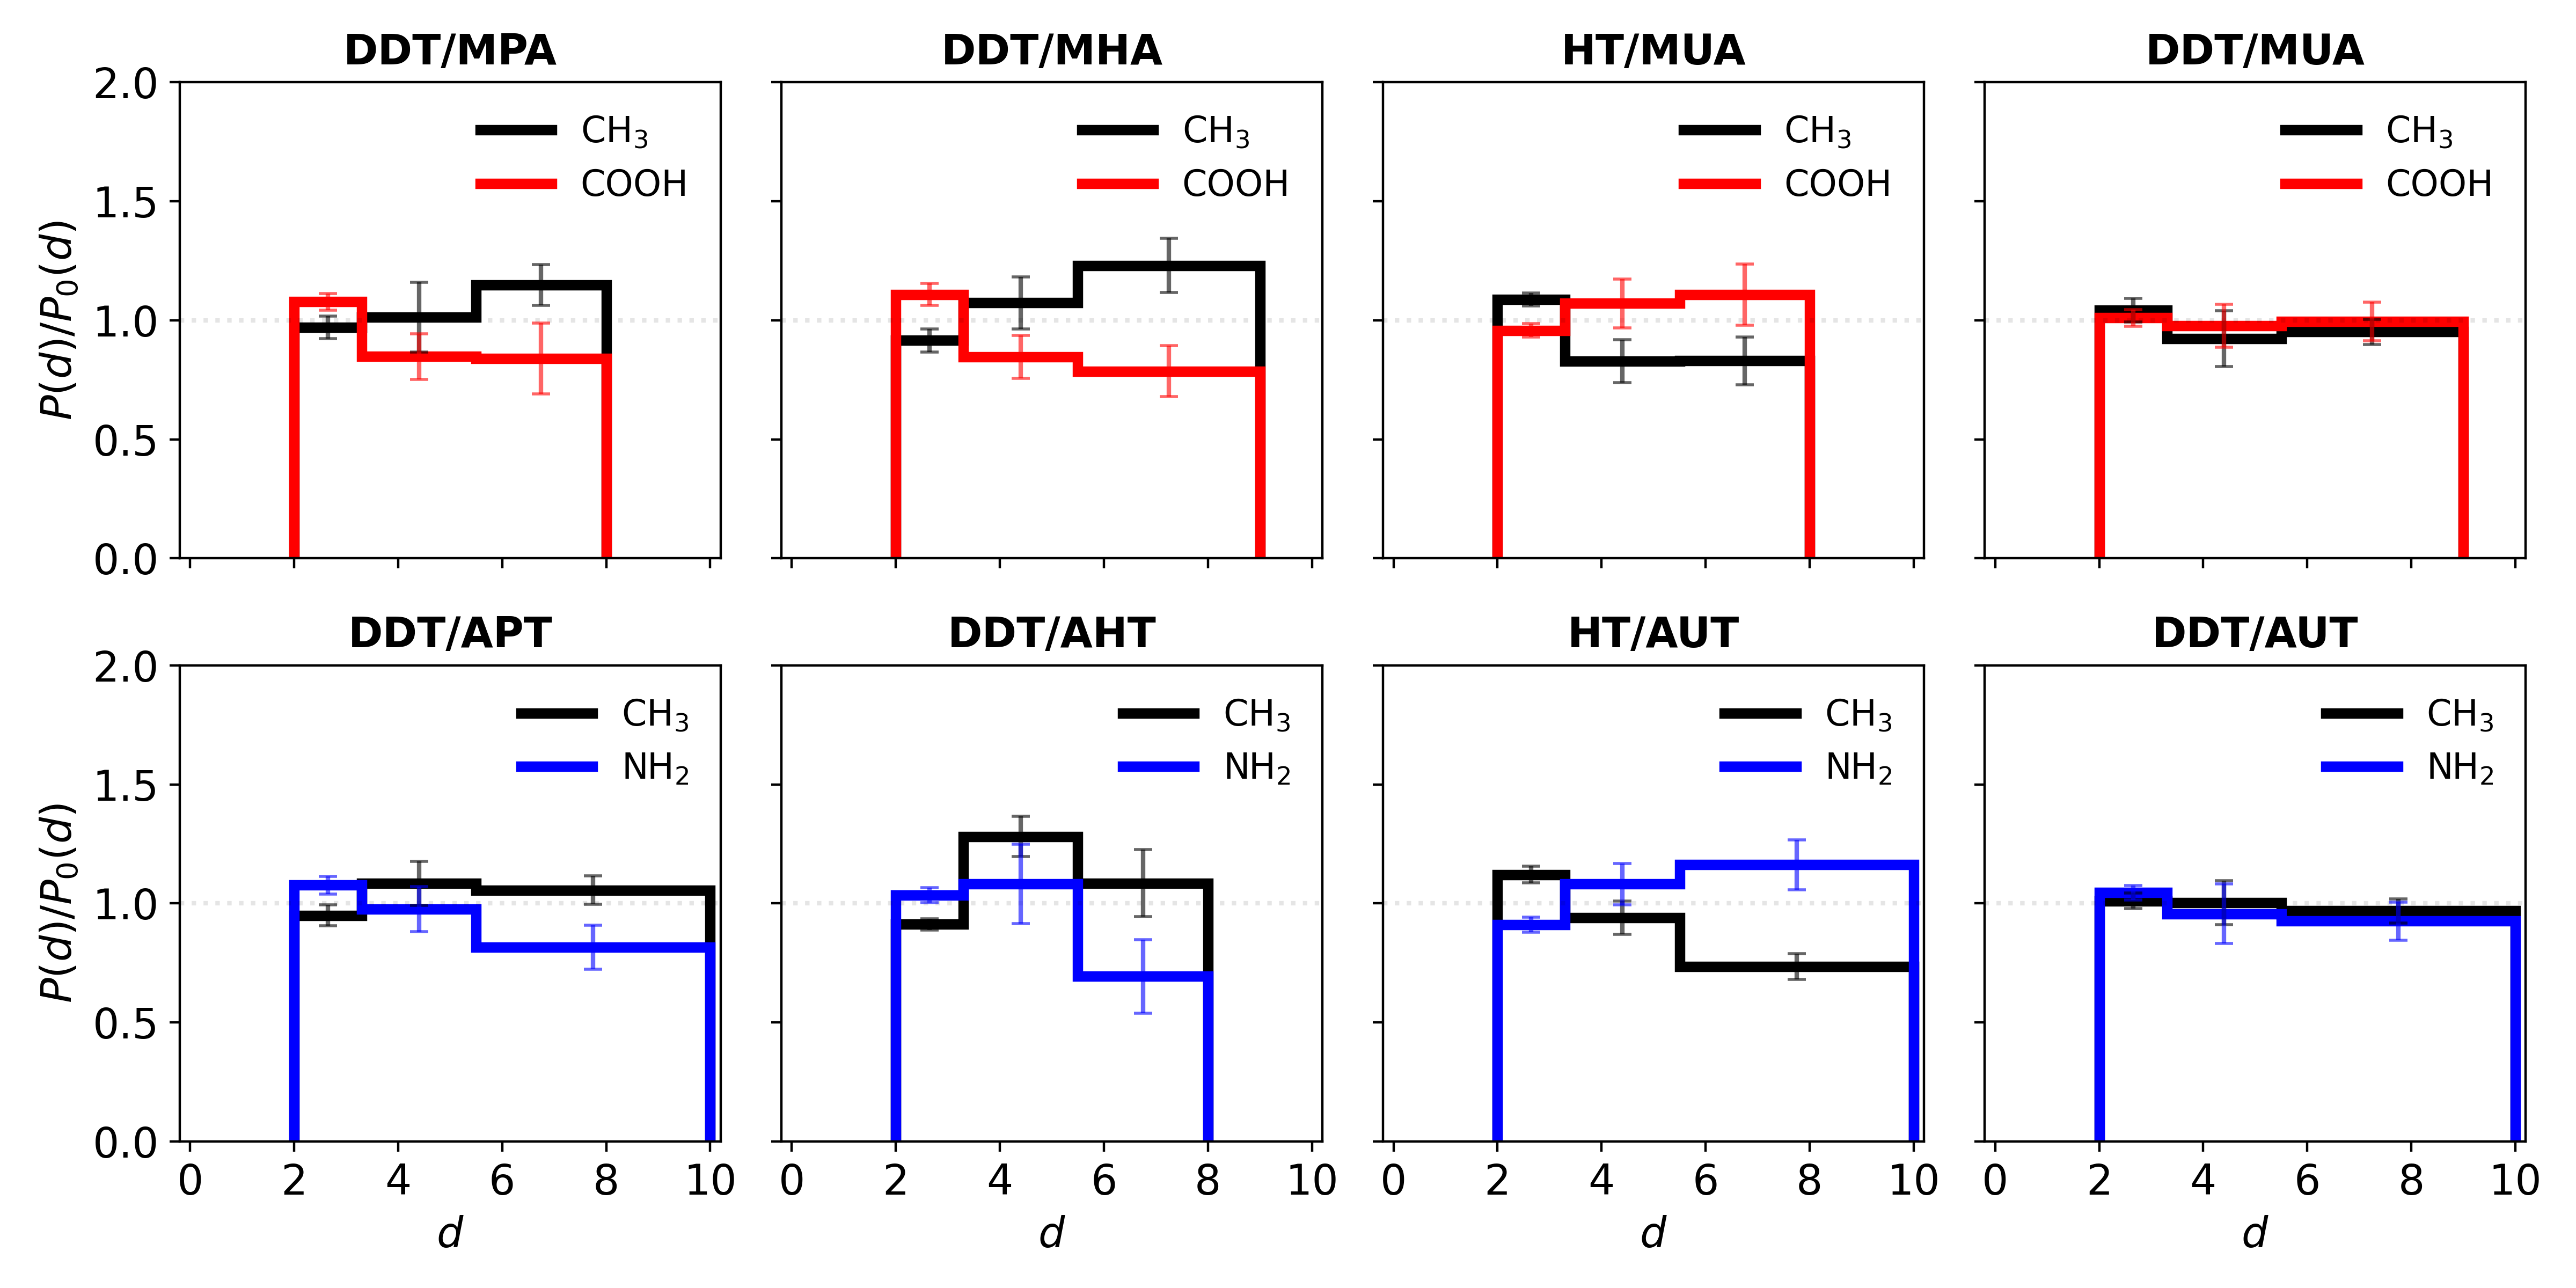 DDT/MPA DDT/MHA HT/MUA DDT/MUA
2.0
1.5
1.0
0.5
0.0
P(d)/P₀(d)
CH₃
COOH
CH₃
COOH
CH₃
COOH
CH₃
COOH
DDT/APT DDT/AHT HT/AUT DDT/AUT
2.0
1.5
1.0
0.5
0.0
P(d)/P₀(d)
CH₃
NH₂
CH₃
NH₂
CH₃
NH₂
CH₃
NH₂
0 2 4 6 8 10 0 2 4 6 8 10 0 2 4 6 8 10 0 2 4 6 8 10
d d d d